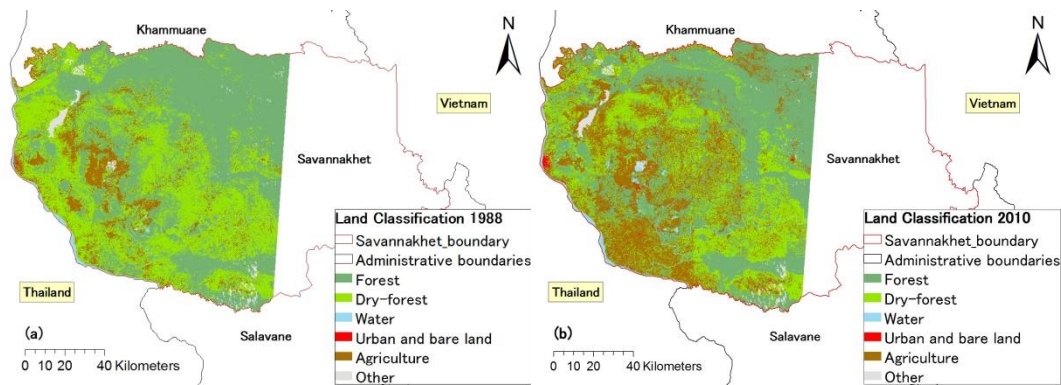 Khammuane
N
Vietnam
Savannakhet
Land Classification 1988
Savannakhet_boundary
Administrative boundaries
Forest
Dry-forest
Water
Urban and bare land
Agriculture
Other
Thailand
(a)
Salavane
0 10 20 40 Kilometers
Khammuane
N
Vietnam
Savannakhet
Land Classification 2010
Savannakhet_boundary
Administrative boundaries
Forest
Dry-forest
Water
Urban and bare land
Agriculture
Other
Thailand
(b)
Salavane
0 10 20 40 Kilometers